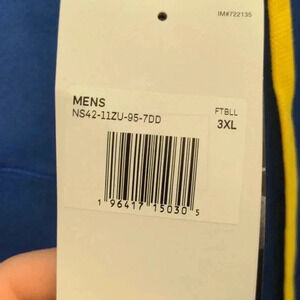 IM#722135
MENS
NS42-11ZU-95-7DD
FTBLL
3XL
1 96417 15030 5